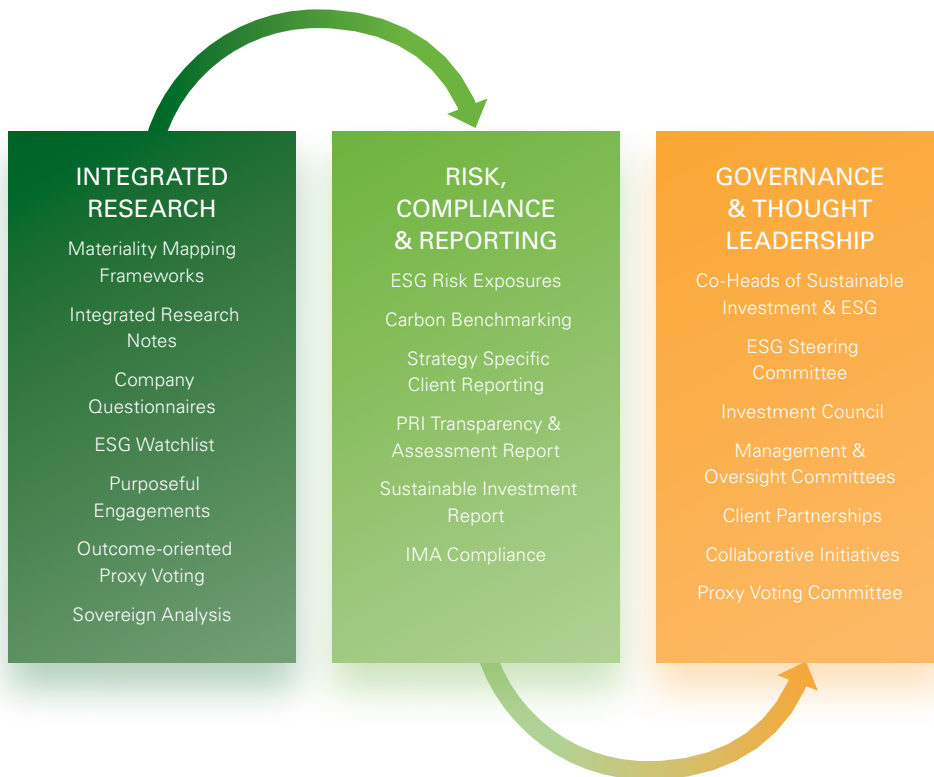 INTEGRATED
RESEARCH
Materiality Mapping
Frameworks
Integrated Research
Notes
Company
Questionnaires
ESG Watchlist
Purposeful
Engagements
Outcome-oriented
Proxy Voting
Sovereign Analysis
RISK,
COMPLIANCE
& REPORTING
ESG Risk Exposures
Carbon Benchmarking
Strategy Specific
Client Reporting
PRI Transparency &
Assessment Report
Sustainable Investment
Report
IMA Compliance
GOVERNANCE
& THOUGHT
LEADERSHIP
Co-Heads of Sustainable
Investment & ESG
ESG Steering
Committee
Investment Council
Management &
Oversight Committees
Client Partnerships
Collaborative Initiatives
Proxy Voting Committee